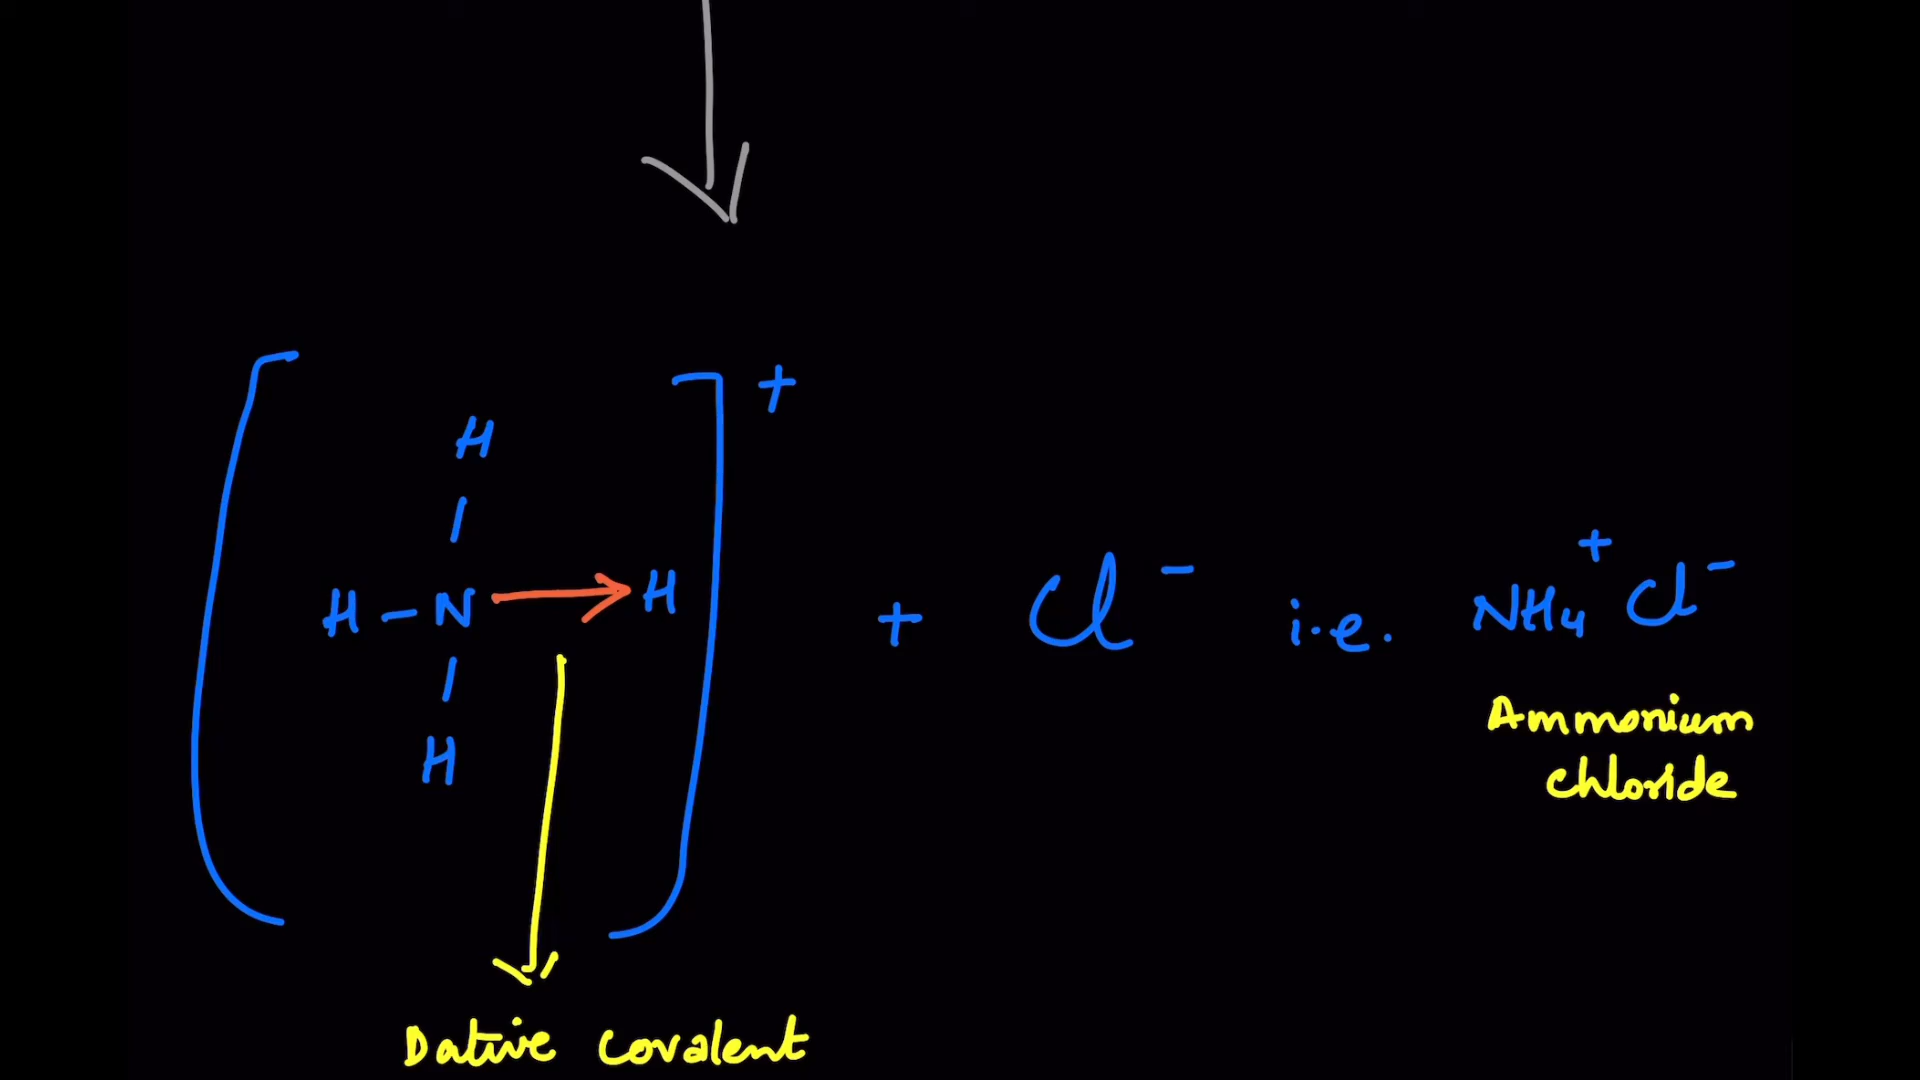 H +
|
H - N → H + Cl⁻ i.e. NH₄⁺ Cl⁻
|
H
Ammonium
chloride
Dative covalent